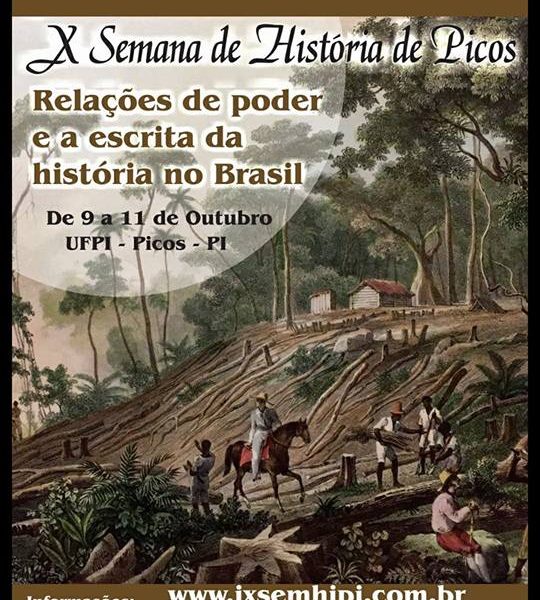 X Semana de História de Picos
Relações de poder
e a escrita da
história no Brasil
De 9 a 11 de Outubro
UFPI - Picos - PI
Informações:
www.ixsemhipi.com.br